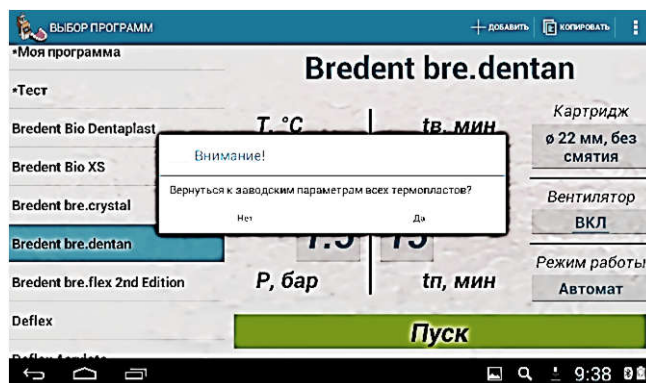 ВЫБОР ПРОГРАММ
ДОБАВИТЬ
КОПИРОВАТЬ
*Моя программа
*Тест
Bredent Bio Dentaplast
Bredent Bio XS
Bredent bre.crystal
Bredent bre.dentan
Bredent bre.flex 2nd Edition
Deflex
Bredent bre.dentan
T, °C
tв, мин
Внимание!
Вернуться к заводским параметрам всех термопластов?
Нет
Да
P, бар
tп, мин
Картридж
ø 22 мм, без
смятия
Вентилятор
ВКЛ
Режим работы
Автомат
Пуск
9:38